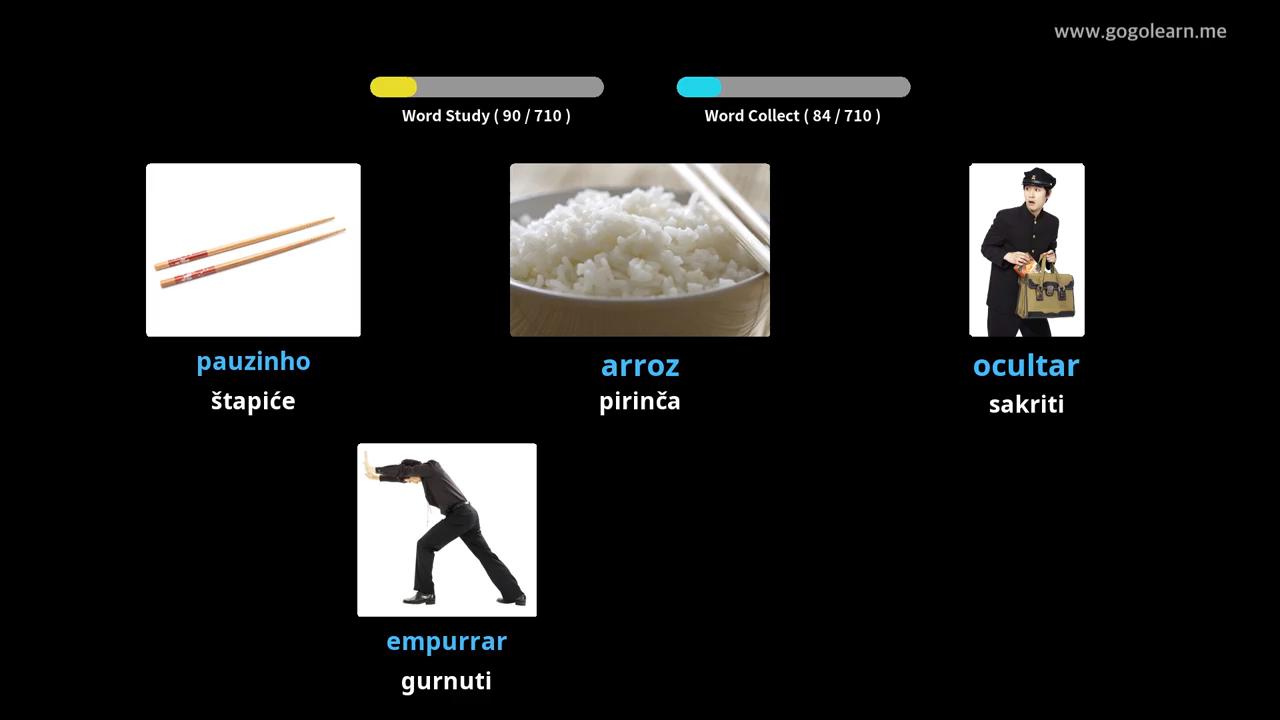 www.gogolearn.me
Word Study ( 90 / 710 )
Word Collect ( 84 / 710 )
pauzinho
štapiće
arroz
pirinča
ocultar
sakriti
empurrar
gurnuti